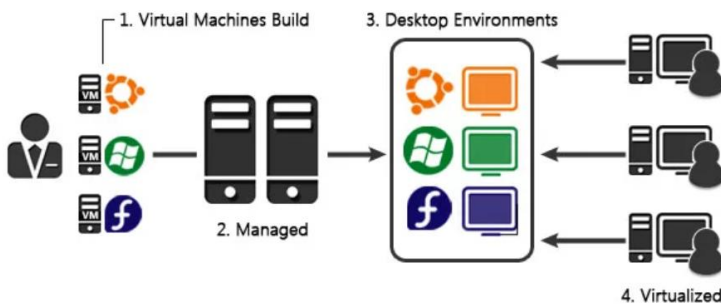 1. Virtual Machines Build
3. Desktop Environments
VM
VM
VM
2. Managed
4. Virtualized